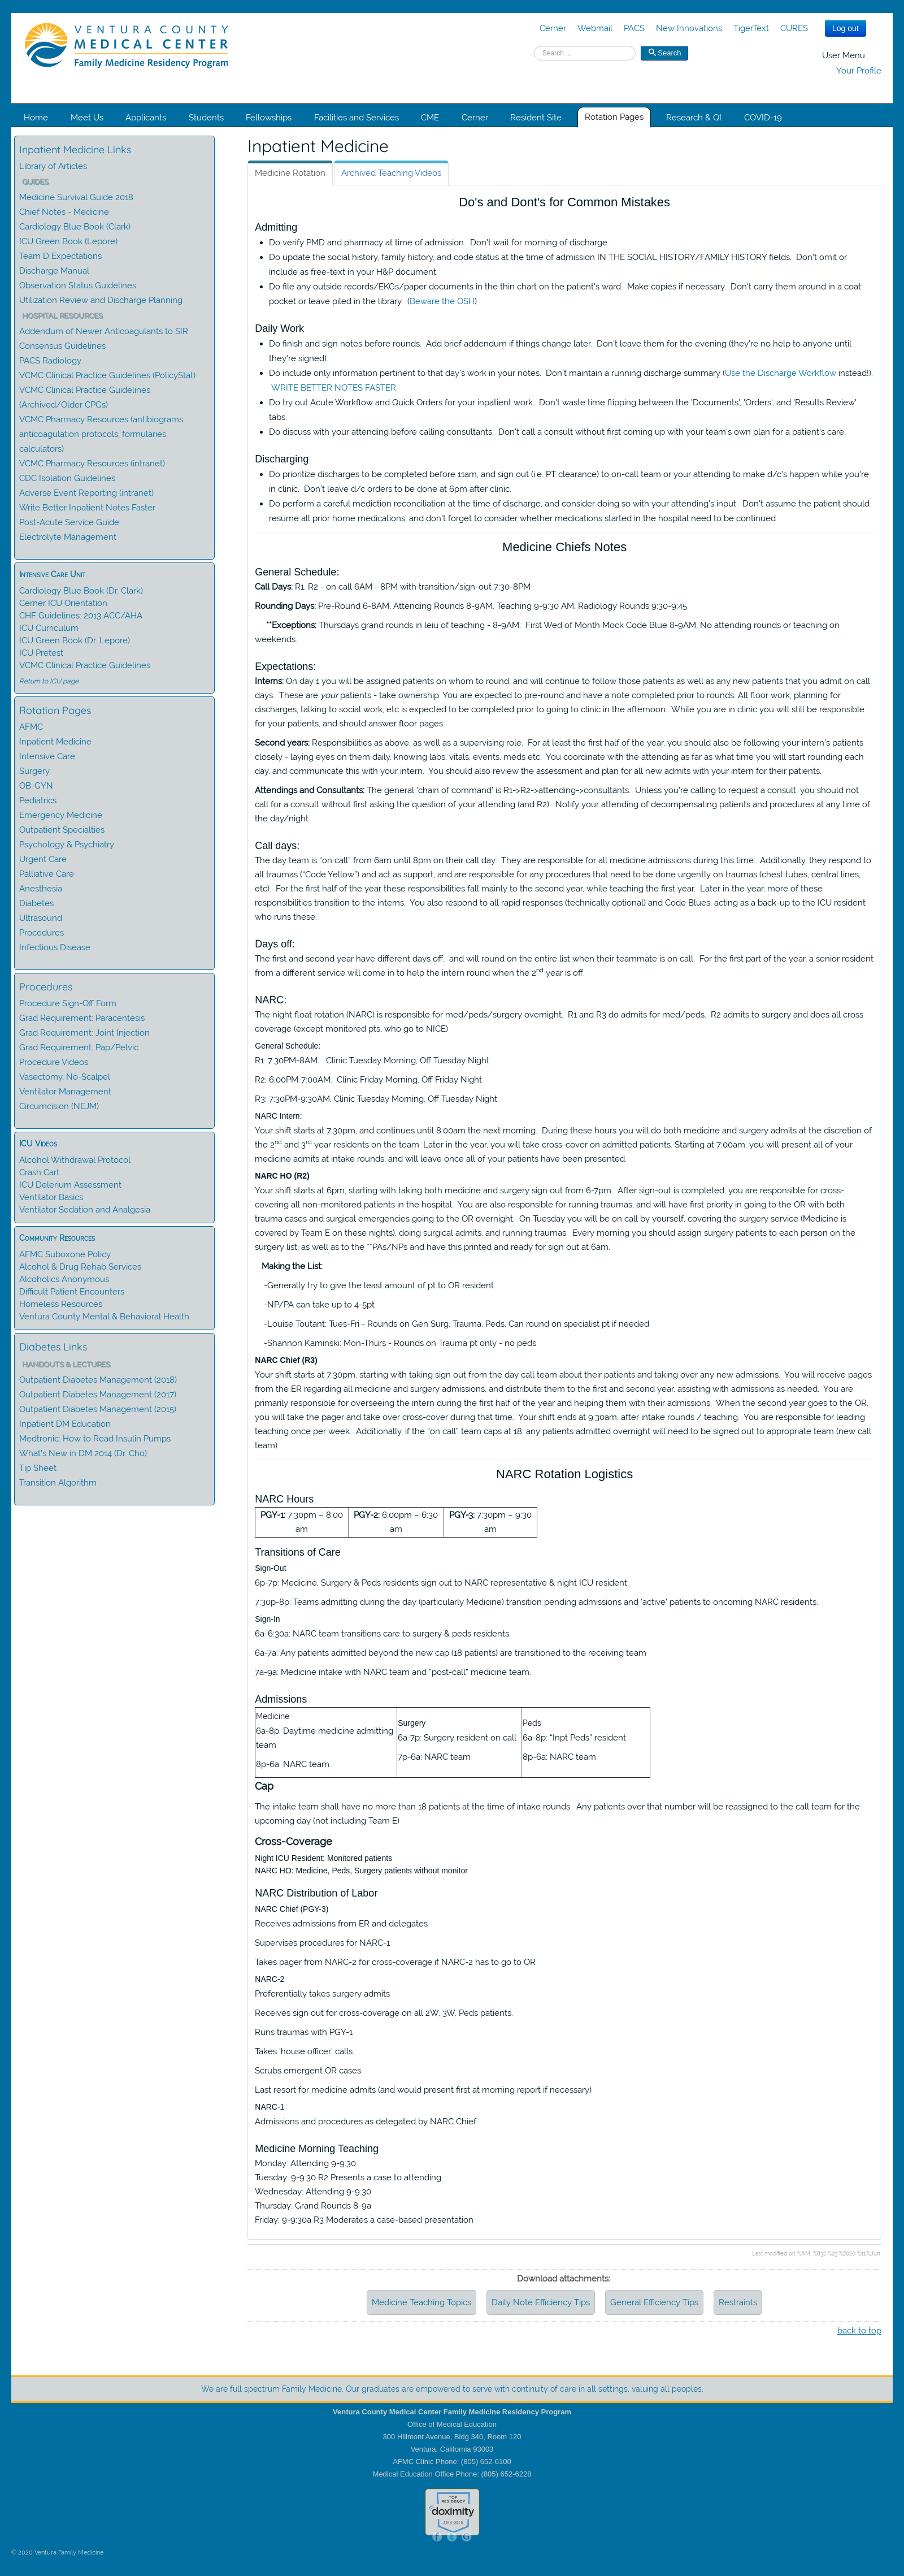 VENTURA COUNTY
MEDICAL CENTER
Family Medicine Residency Program
Cerner Webmail PACS New Innovations TigerText CURES Log out
Search ... Search
User Menu
Your Profile
Home Meet Us Applicants Students Fellowships Facilities and Services CME Cerner Resident Site Rotation Pages Research & QI COVID-19
Inpatient Medicine Links
Library of Articles
GUIDES
Medicine Survival Guide 2018
Chief Notes - Medicine
Cardiology Blue Book (Clark)
ICU Green Book (Lepore)
Team D Expectations
Discharge Manual
Observation Status Guidelines
Utilization Review and Discharge Planning
HOSPITAL RESOURCES
Addendum of Newer Anticoagulants to SIR
Consensus Guidelines
PACS Radiology
VCMC Clinical Practice Guidelines (PolicyStat)
VCMC Clinical Practice Guidelines
(Archived/Older CPGs)
VCMC Pharmacy Resources (antibiograms,
anticoagulation protocols, formularies,
calculators)
VCMC Pharmacy Resources (intranet)
CDC Isolation Guidelines
Adverse Event Reporting (intranet)
Write Better Inpatient Notes Faster
Post-Acute Service Guide
Electrolyte Management
Intensive Care Unit
Cardiology Blue Book (Dr. Clark)
Cerner ICU Orientation
CHF Guidelines: 2013 ACC/AHA
ICU Curriculum
ICU Green Book (Dr. Lepore)
ICU Pretest
VCMC Clinical Practice Guidelines
Return to ICU page
Rotation Pages
AFMC
Inpatient Medicine
Intensive Care
Surgery
OB-GYN
Pediatrics
Emergency Medicine
Outpatient Specialties
Psychology & Psychiatry
Urgent Care
Palliative Care
Anesthesia
Diabetes
Ultrasound
Procedures
Infectious Disease
Procedures
Procedure Sign-Off Form
Grad Requirement: Paracentesis
Grad Requirement: Joint Injection
Grad Requirement: Pap/Pelvic
Procedure Videos
Vasectomy, No-Scalpel
Ventilator Management
Circumcision (NEJM)
ICU Videos
Alcohol Withdrawal Protocol
Crash Cart
ICU Delerium Assessment
Ventilator Basics
Ventilator Sedation and Analgesia
Community Resources
AFMC Suboxone Policy
Alcohol & Drug Rehab Services
Alcoholics Anonymous
Difficult Patient Encounters
Homeless Resources
Ventura County Mental & Behavioral Health
Diabetes Links
HANDOUTS & LECTURES
Outpatient Diabetes Management (2018)
Outpatient Diabetes Management (2017)
Outpatient Diabetes Management (2015)
Inpatient DM Education
Medtronic: How to Read Insulin Pumps
What's New in DM 2014 (Dr. Cho)
Tip Sheet
Transition Algorithm
Inpatient Medicine
Medicine Rotation Archived Teaching Videos
Do's and Dont's for Common Mistakes
Admitting
• Do verify PMD and pharmacy at time of admission. Don't wait for morning of discharge.
• Do update the social history, family history, and code status at the time of admission IN THE SOCIAL HISTORY/FAMILY HISTORY fields. Don't omit or
include as free-text in your H&P document.
• Do file any outside records/EKGs/paper documents in the thin chart on the patient's ward. Make copies if necessary. Don't carry them around in a coat
pocket or leave piled in the library. (Beware the OSH)
Daily Work
• Do finish and sign notes before rounds. Add brief addendum if things change later. Don't leave them for the evening (they're no help to anyone until
they're signed).
• Do include only information pertinent to that day's work in your notes. Don't maintain a running discharge summary (Use the Discharge Workflow instead!).
WRITE BETTER NOTES FASTER.
• Do try out Acute Workflow and Quick Orders for your inpatient work. Don't waste time flipping between the 'Documents', 'Orders', and 'Results Review'
tabs.
• Do discuss with your attending before calling consultants. Don't call a consult without first coming up with your team's own plan for a patient's care.
Discharging
• Do prioritize discharges to be completed before 11am, and sign out (i.e. PT clearance) to on-call team or your attending to make d/c's happen while you're
in clinic. Don't leave d/c orders to be done at 6pm after clinic.
• Do perform a careful mediction reconciliation at the time of discharge, and consider doing so with your attending's input. Don't assume the patient should
resume all prior home medications, and don't forget to consider whether medications started in the hospital need to be continued
Medicine Chiefs Notes
General Schedule:
Call Days: R1, R2 - on call 6AM - 8PM with transition/sign-out 7:30-8PM
Rounding Days: Pre-Round 6-8AM, Attending Rounds 8-9AM, Teaching 9-9:30 AM, Radiology Rounds 9:30-9:45
**Exceptions: Thursdays grand rounds in leiu of teaching - 8-9AM, First Wed of Month Mock Code Blue 8-9AM, No attending rounds or teaching on
weekends.
Expectations:
Interns: On day 1 you will be assigned patients on whom to round, and you will continue to follow as well as any new patients that you admit on call
days. These are your patients - take ownership. You are expected to pre-round and have a note completed prior to rounds. All floor work, planning for
discharges, talking to social work, etc is expected to be completed prior to going to clinic in the afternoon. While you are in clinic you will still be responsible
for your patients, and should answer floor pages.
Second years: Responsibilities as above, as well as a supervising role. For at least the first half of the year, you should also be following your intern's patients
closely - laying eyes on them daily, knowing labs, vitals, events, meds etc. You coordinate with the attending as far as what time you will start rounding each
day, and communicate this with your intern. You should also review the assessment and plan for all new admits with your intern for their patients.
Attendings and Consultants: The general 'chain of command' is R1->R2->attending->consultants. Unless you're calling to request a consult, you should not
call for a consult without first asking the question of your attending (and R2). Notify your attending of decompensating patients and procedures at any time of
the day/night.
Call days:
The day team is "on call" from 6am until 8pm on their call day. They are responsible for all medicine admissions during this time. Additionally, they respond to
all traumas ("Code Yellow") and act as support, and are responsible for any procedures that need to be done urgently on traumas (chest tubes, central lines,
etc). For the first half of the year these responsibilities fall mainly to the second year, while teaching the first year. Later in the year, more of these
responsibilities transition to the interns. You also respond to all rapid responses (technically optional) and Code Blues, acting as a back-up to the ICU resident
who runs these.
Days off:
The first and second year have different days off, and will round on the entire list when their teammate is on call. For the first part of the year, a senior resident
from a different service will come in to help the intern round when the 2nd year is off.
NARC:
The night float rotation (NARC) is responsible for med/peds/surgery overnight. R1 and R3 do admits for med/peds. R2 admits to surgery and does all cross
coverage (except monitored pts, who go to NICE)
General Schedule:
R1: 7:30PM-8AM. Clinic Tuesday Morning, Off Tuesday Night
R2: 6:00PM-7:00AM. Clinic Friday Morning, Off Friday Night
R3: 7:30PM-9:30AM. Clinic Tuesday Morning, Off Tuesday Night
NARC Intern:
Your shift starts at 7:30pm, and continues until 8:00am the next morning. During these hours you will do both medicine and surgery admits at the discretion of
the 2nd and 3rd year residents on the team. Later in the year, you will take cross-cover on admitted patients. Starting at 7:00am, you will present all of your
medicine admits at intake rounds, and will leave once all of your patients have been presented.
NARC HO (R2)
Your shift starts at 6pm, starting with taking both medicine and surgery sign out from 6-7pm. After sign-out is completed, you are responsible for cross-
covering all non-monitored patients in the hospital. You are also responsible for running traumas, and will have first priority in going to the OR with both
trauma cases and surgical emergencies going to the OR overnight. On Tuesday you will be on call by yourself, covering the surgery service (Medicine is
covered by Team E on these nights), doing surgical admits, and running traumas. Every morning you should assign surgery patients to each person on the
surgery list, as well as to the **PAs/NPs and have this printed and ready for sign out at 6am.
Making the List:
-Generally try to give the least amount of pt to OR resident
-NP/PA can take up to 4-5pt
-Louise Toutant: Tues-Fri - Rounds on Gen Surg, Trauma, Peds, Can round on specialist pt if needed
-Shannon Kaminski: Mon-Thurs - Rounds on Trauma pt only - no peds
NARC Chief (R3)
Your shift starts at 7:30pm, starting with taking sign out from the day call team about their patients and taking over any new admissions. You will receive pages
from the ER regarding all medicine and surgery admissions, and distribute them to the first and second year, assisting with admissions as needed. You are
primarily responsible for overseeing the intern during the first half of the year, and helping them work through efficient admissions. When the second year goes to the OR,
you will take the pager and take over cross-cover during that time. Your shift ends at 9:30am, after intake rounds / teaching. You are responsible for leading
teaching once per week. Additionally, if the "on call" team caps at 18, any patients admitted overnight will need to be signed out to appropriate team (new call
team).
NARC Rotation Logistics
NARC Hours
PGY-1: 7:30pm – 8:00 am PGY-2: 6:00pm – 6:30 am PGY-3: 7:30pm – 9:30 am
Transitions of Care
Sign-Out
6p-7p: Medicine, Surgery & Peds residents sign out to NARC representative & night ICU resident.
7:30p-8p: Teams admitting during the day (particularly Medicine) transition pending admissions and 'active' patients to oncoming NARC residents.
Sign-In
6a-6:30a: NARC team transitions care to surgery & peds residents.
6a-7a: Any patients admitted beyond the new cap (18 patients) are transitioned to the receiving team
7a-9a: Medicine intake with NARC team and "post-call" medicine team.
Admissions
Medicine
6a-8p: Daytime medicine admitting
team
8p-6a: NARC team
Surgery
6a-7p: Surgery resident on call
7p-6a: NARC team
Peds
6a-8p: "Inpt Peds" resident
8p-6a: NARC team
Cap
The intake team shall have no more than 18 patients at the time of intake rounds. Any patients over that number will be reassigned to the call team for the
upcoming day (not including Team E)
Cross-Coverage
Night ICU Resident: Monitored patients
NARC HO: Medicine, Peds, Surgery patients without monitor
NARC Distribution of Labor
NARC Chief (PGY-3)
Receives admissions from ER and delegates
Supervises procedures for NARC-1
Takes pager from NARC-2 for cross-coverage if NARC-2 has to go to OR
NARC-2
Preferentially takes surgery admits
Receives sign out for cross-coverage on all 2W, 3W, Peds patients.
Runs traumas with PGY-1
Takes 'house officer' calls
Scrubs emergent OR cases
Last resort for medicine admits (and would present first at morning report if necessary)
NARC-1
Admissions and procedures as delegated by NARC Chief.
Medicine Morning Teaching
Monday: Attending 9-9:30
Tuesday: 9-9:30 R2 Presents a case to attending
Wednesday: Attending 9-9:30
Thursday: Grand Rounds 8-9a
Friday: 9-9:30a R3 Moderates a case-based presentation
Last modified on %AM, %832 %23 %2020 %11:%Jun
Download attachments:
Medicine Teaching Topics Daily Note Efficiency Tips General Efficiency Tips Restraints
back to top
We are full spectrum Family Medicine. Our graduates are empowered to serve with continuity of care in all settings, valuing all peoples.
Ventura County Medical Center Family Medicine Residency Program
Office of Medical Education
300 Hillmont Avenue, Bldg 340, Room 120
Ventura, California 93003
AFMC Clinic Phone: (805) 652-6100
Medical Education Office Phone: (805) 652-6228
TOP
RESIDENCY
doximity
© 2020 Ventura Family Medicine